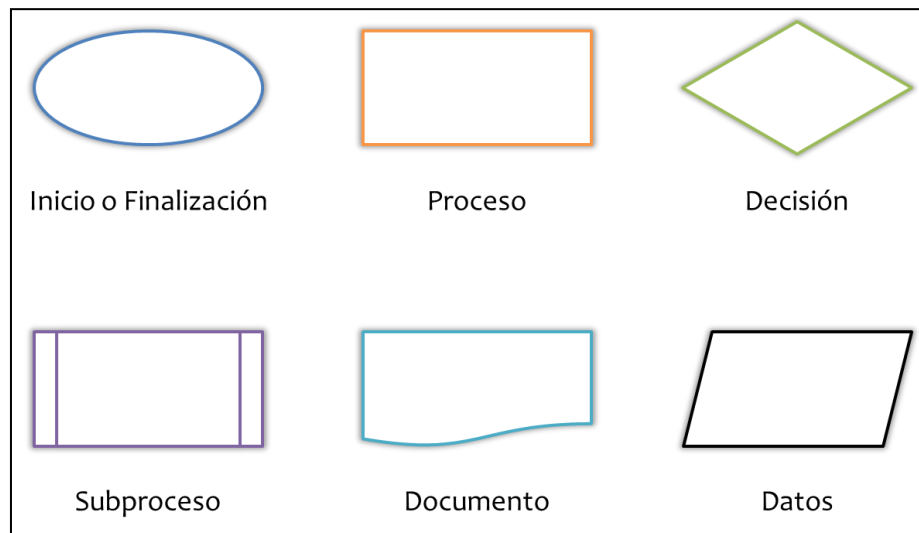 Inicio o Finalización
Proceso
Decisión
Subproceso
Documento
Datos